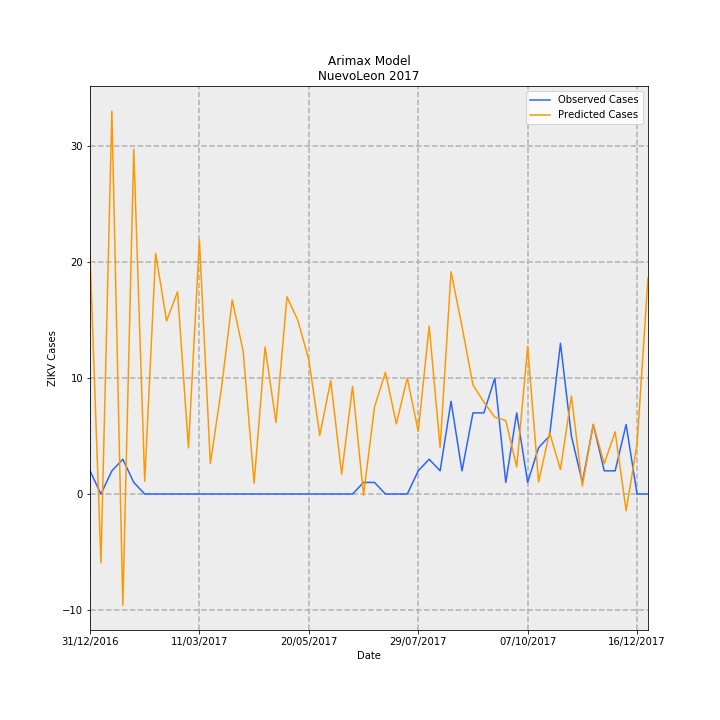 Arimax Model
NuevoLeon 2017
Observed Cases
Predicted Cases
ZIKV Cases
30
20
10
0
−10
31/12/2016
11/03/2017
20/05/2017
29/07/2017
07/10/2017
16/12/2017
Date